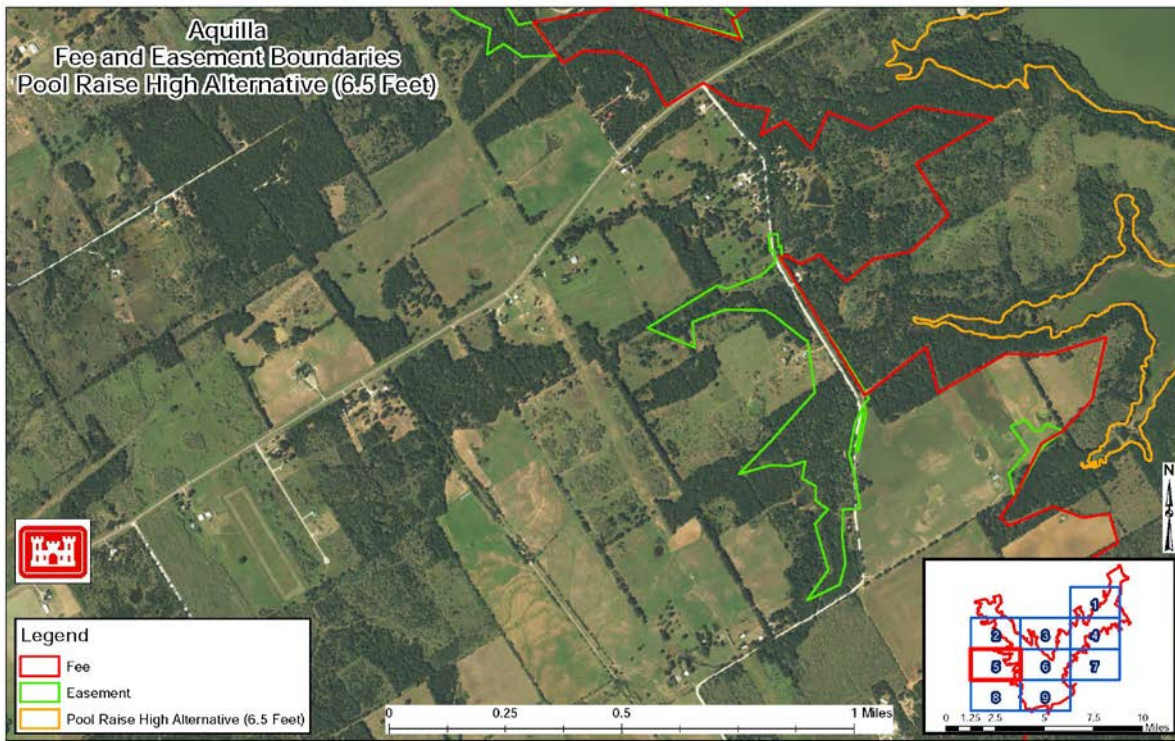 Aquilla
Fee and Easement Boundaries
Pool Raise High Alternative (6.5 Feet)
N
Legend
Fee
Easement
Pool Raise High Alternative (6.5 Feet)
0 0.25 0.5 1 Miles
1
2 3 4
5 6 7
8 9
0 1.25 2.5 5 7.5 10
Miles